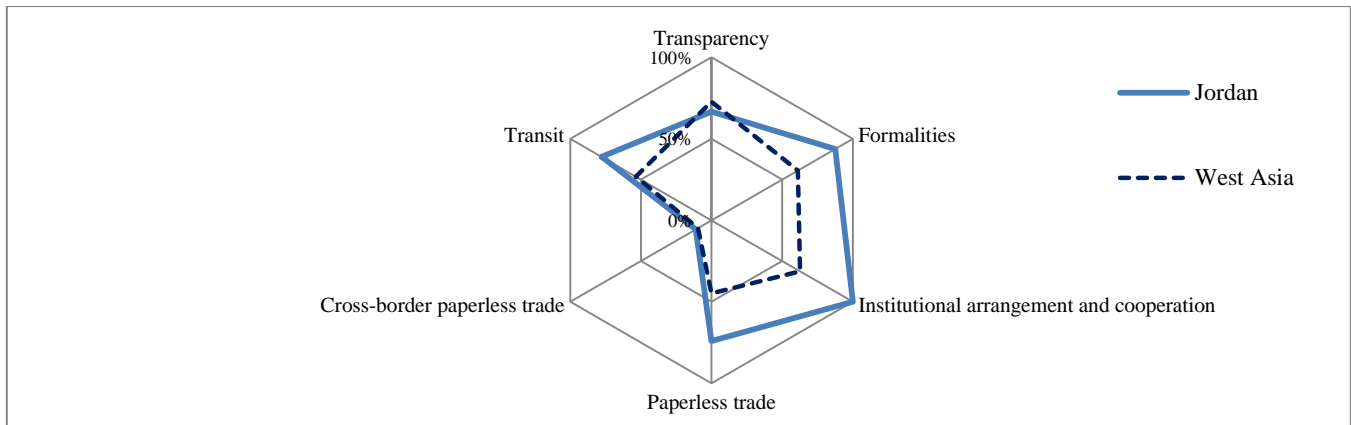 Transparency
100%
Jordan
Transit
50%
Formalities
West Asia
0%
Cross-border paperless trade
Institutional arrangement and cooperation
Paperless trade